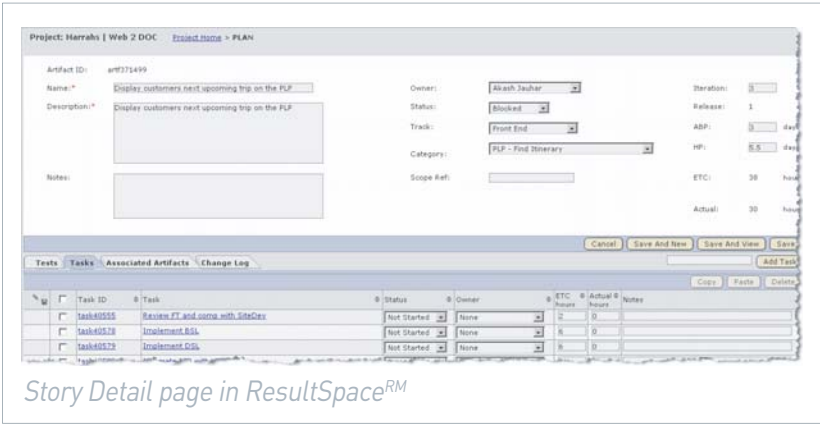 Project: Harrahs | Web 2 DOC Project Home > PLAN
Artifact ID: artf371499
Name:* Display customers next upcoming trip on the PLP
Owner: Akash Jauhar
Iteration: 3
Description:* Display customers next upcoming trip on the PLP
Status: Blocked
Release: 1
Track: Front End
ABP: 3
Category: PLP - Find Itinerary
HP: 5.5
Notes:
Scope Ref:
ETC: 38
Actual: 30
Cancel Save And New Save And View Save
Tests Tasks Associated Artifacts Change Log Add Task
Copy Paste Delete
Task ID Task Status Owner ETC hours Actual hours Notes
task40555 Review FT and comp with SiteDev Not Started None 2 0
task40578 Implement BSL Not Started None 6 0
task40579 Implement DSL Not Started None 6 0
Story Detail page in ResultSpaceRM